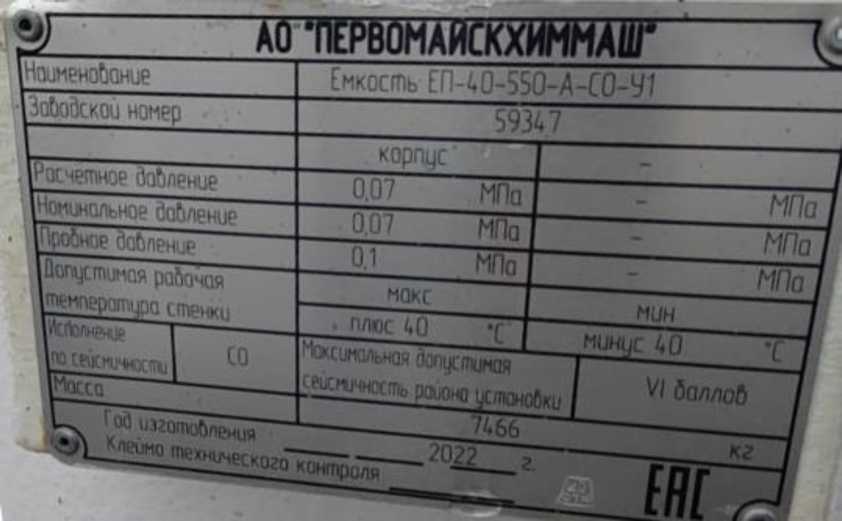 АО "ПЕРВОМАЙСКХИММАШ"
Наименование Емкость ЕП-40-550-А-СО-У1
Заводской номер 59347
корпус -
Расчетное давление 0,07 МПа - МПа
Номинальное давление 0,07 МПа - МПа
Пробное давление 0,1 МПа - МПа
Допустимая рабочая макс мин
температура стенки плюс 40 °С минус 40 °С
Исполнение
по сейсмичности СО
Максимальная допустимая
сейсмичность района установки VI баллов
Масса 7466 кг
Год изготовления 2022 г.
Клеймо технического контроля
ЕАС